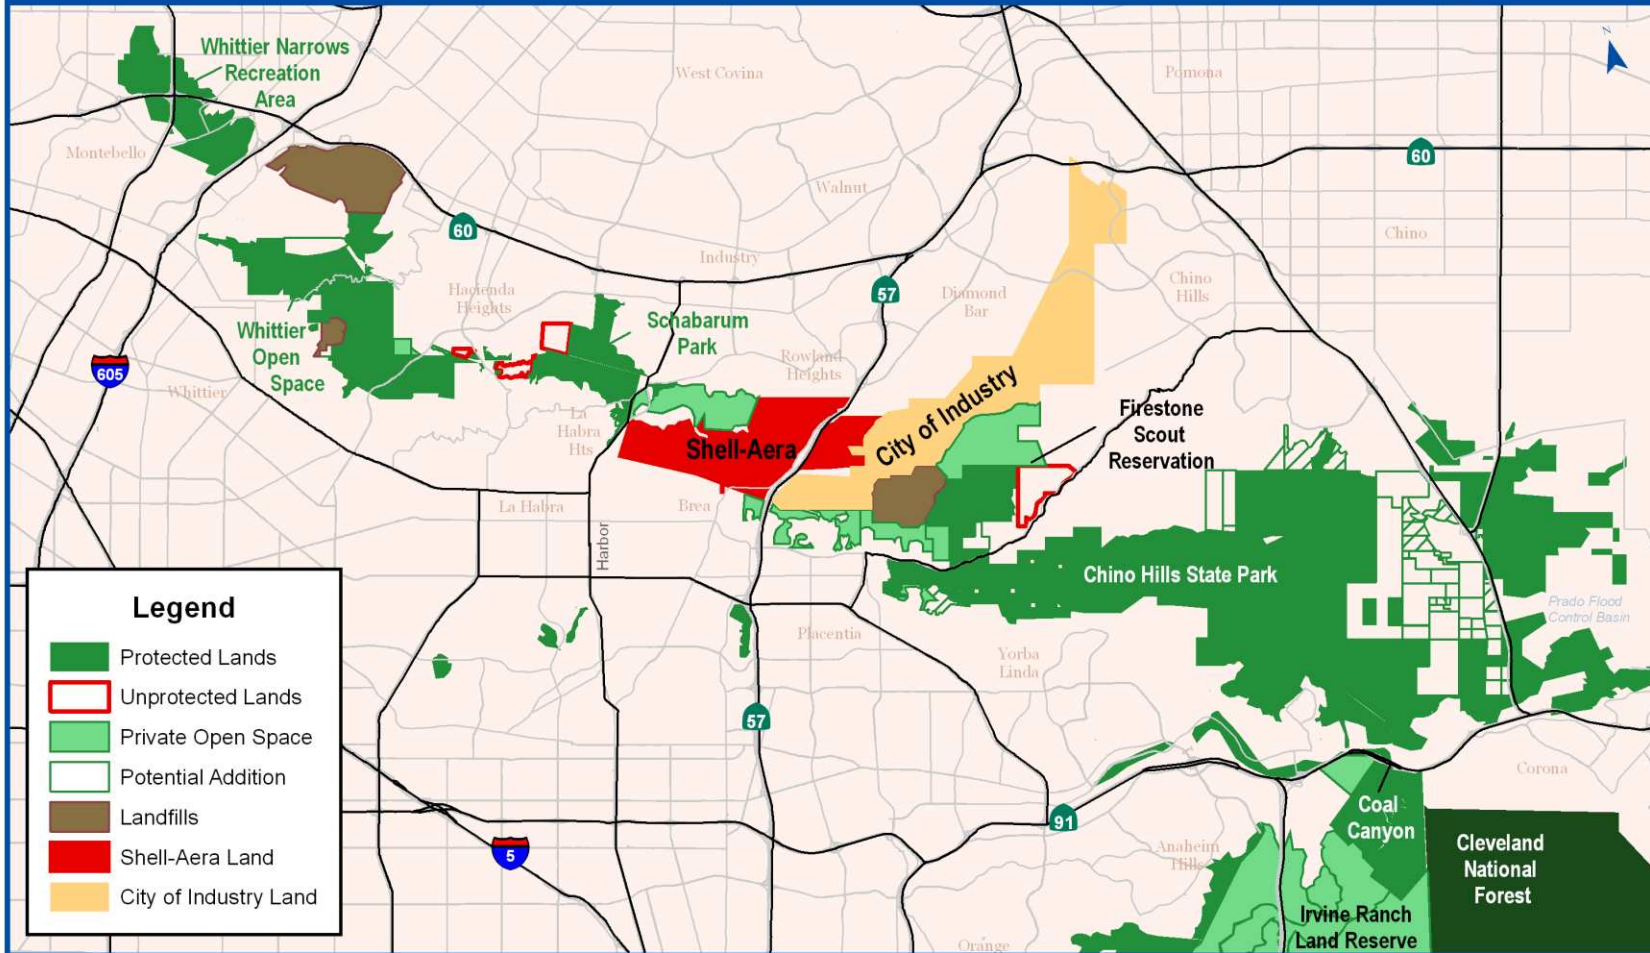 N
Whittier Narrows
Recreation
Area
West Covina
Pomona
Montebello
60
Walnut
60
Industry
Chino
Hacienda
Heights
57
Diamond
Bar
Chino
Hills
Whittier
Open
Space
Schabarum
Park
605
Whittier
Rowland
Heights
La
Habra
Hts
Shell-Aera
City of Industry
Firestone
Scout
Reservation
La Habra
Brea
Harbor
Chino Hills State Park
Prado Flood
Control Basin
Placentia
Yorba
Linda
57
Legend
Protected Lands
Unprotected Lands
Private Open Space
Potential Addition
Landfills
Shell-Aera Land
City of Industry Land
5
91
Corona
Coal
Canyon
Anaheim
Hills
Cleveland
National
Forest
Irvine Ranch
Land Reserve
Orange